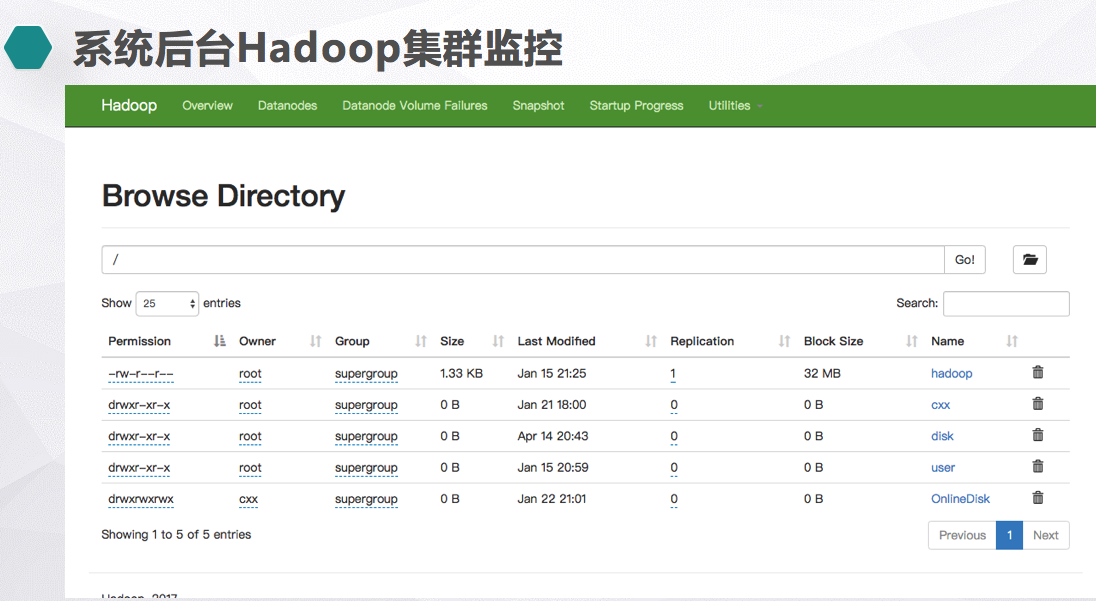 系统后台Hadoop集群监控
Hadoop Overview Datanodes Datanode Volume Failures Snapshot Startup Progress Utilities
Browse Directory
/ Go!
Show 25 entries Search:
Permission Owner Group Size Last Modified Replication Block Size Name
-rw-r--r-- root supergroup 1.33 KB Jan 15 21:25 1 32 MB hadoop
drwxr-xr-x root supergroup 0 B Jan 21 18:00 0 0 B cxx
drwxr-xr-x root supergroup 0 B Apr 14 20:43 0 0 B disk
drwxr-xr-x root supergroup 0 B Jan 15 20:59 0 0 B user
drwxrwxrwx cxx supergroup 0 B Jan 22 21:01 0 0 B OnlineDisk
Showing 1 to 5 of 5 entries Previous 1 Next
Hadoop, 2017.